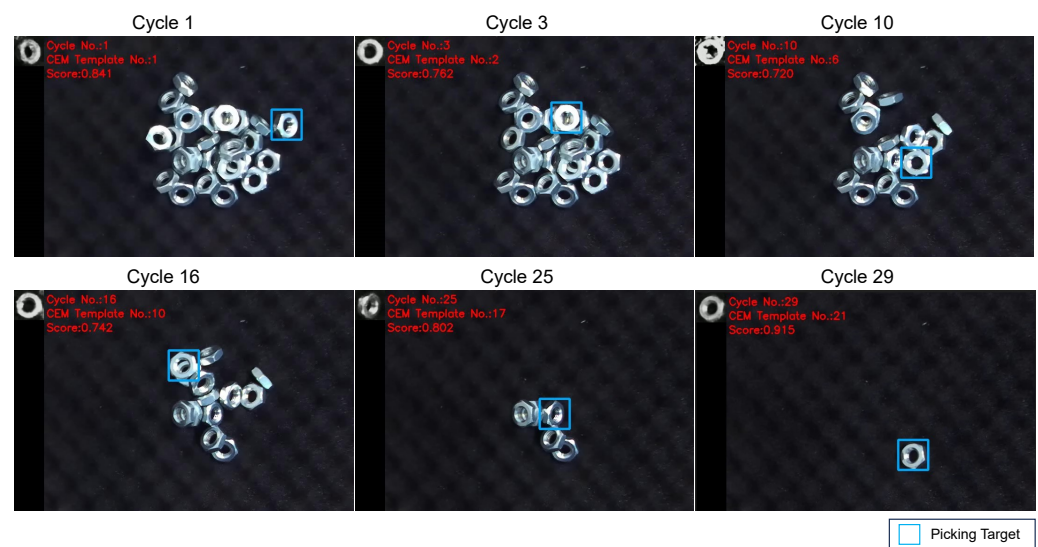 Cycle 1
Cycle No.:1
CEM Template No.:1
Score:0.841
Cycle 3
Cycle No.:3
CEM Template No.:2
Score:0.762
Cycle 10
Cycle No.:10
CEM Template No.:6
Score:0.720
Cycle 16
Cycle No.:16
CEM Template No.:10
Score:0.742
Cycle 25
Cycle No.:25
CEM Template No.:17
Score:0.802
Cycle 29
Cycle No.:29
CEM Template No.:21
Score:0.915
Picking Target